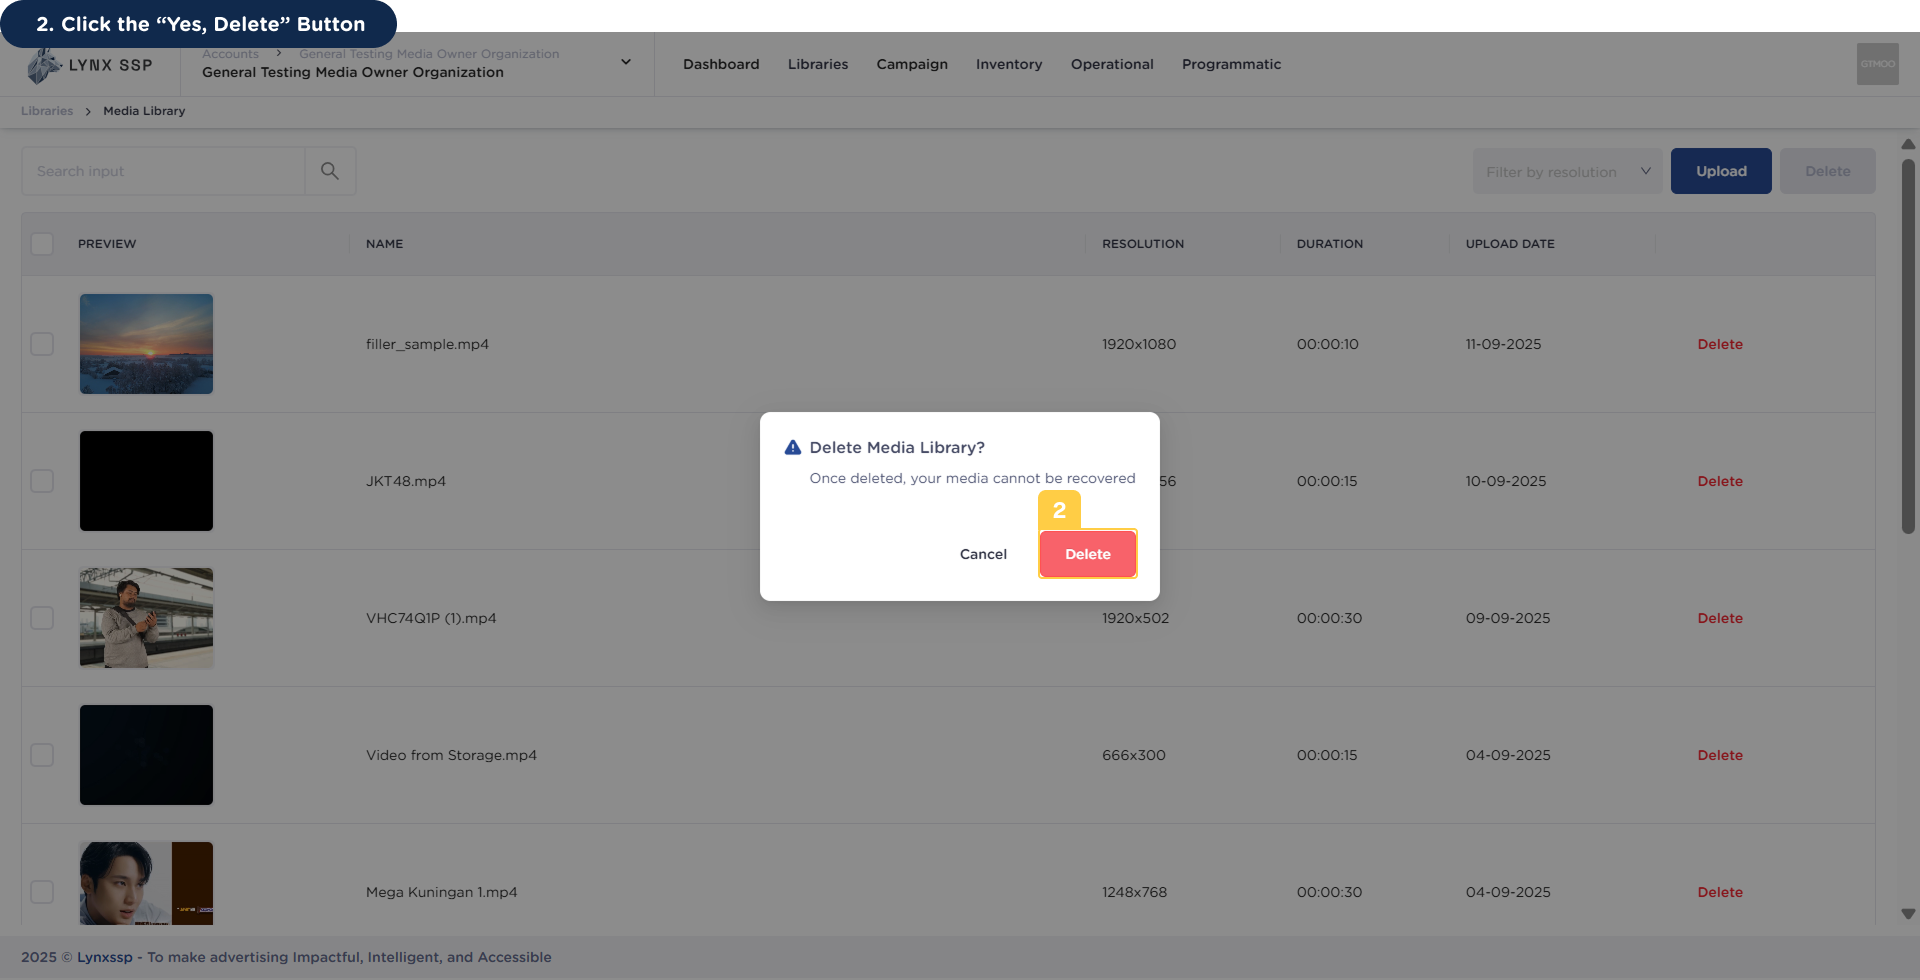 2. Click the “Yes, Delete” Button
LYNX SSP
Accounts > General Testing Media Owner Organization
General Testing Media Owner Organization
Dashboard Libraries Campaign Inventory Operational Programmatic
GTMOO
Libraries > Media Library
Search input
Filter by resolution
Upload
Delete
PREVIEW NAME RESOLUTION DURATION UPLOAD DATE
filler_sample.mp4 1920x1080 00:00:10 11-09-2025 Delete
JKT48.mp4 56 00:00:15 10-09-2025 Delete
Delete Media Library?
Once deleted, your media cannot be recovered
2
Cancel Delete
VHC74Q1P (1).mp4 1920x502 00:00:30 09-09-2025 Delete
Video from Storage.mp4 666x300 00:00:15 04-09-2025 Delete
Mega Kuningan 1.mp4 1248x768 00:00:30 04-09-2025 Delete
2025 © Lynxssp - To make advertising Impactful, Intelligent, and Accessible